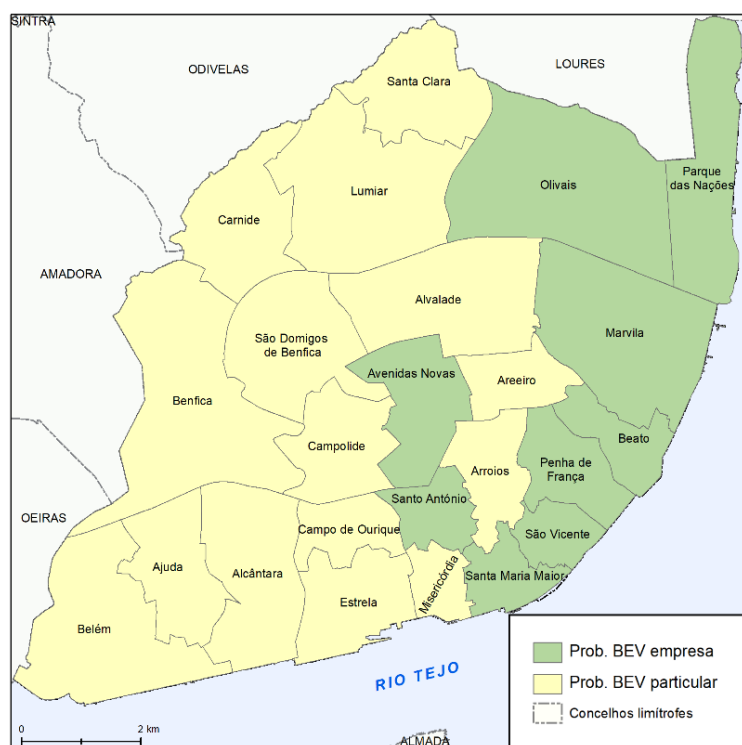 SINTRA
ODIVELAS
LOURES
Santa Clara
Parque
das Nações
Olivais
Lumiar
Carnide
AMADORA
Alvalade
São Domigos
de Benfica
Marvila
Avenidas Novas
Areeiro
Benfica
Campolide
Beato
Penha de
França
Arroios
Santo António
OEIRAS
Campo de Ourique
São Vicente
Ajuda
Alcântara
Santa Maria Maior
Misericórdia
Estrela
Belém
RIO TEJO
Prob. BEV empresa
Prob. BEV particular
Concelhos limítrofes
0 2 km
ALMADA